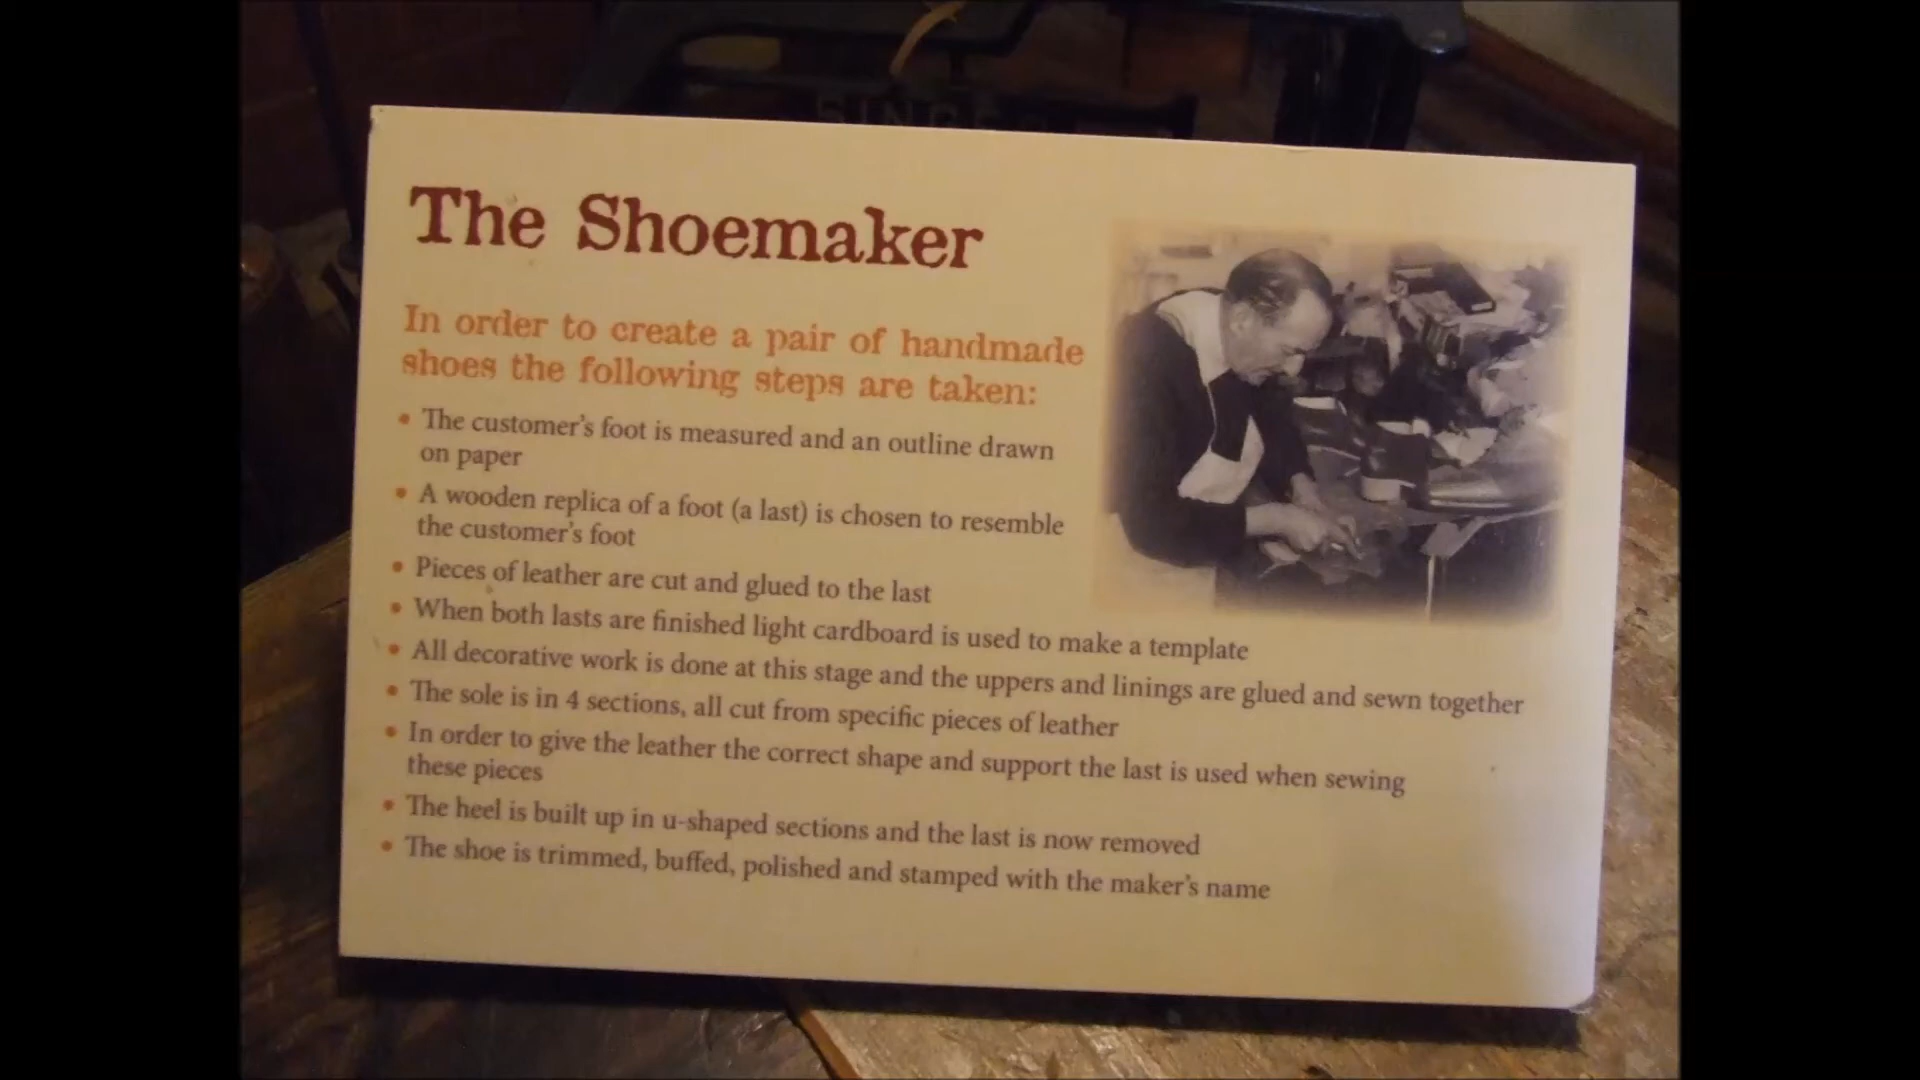 SINGER
The Shoemaker
In order to create a pair of handmade
shoes the following steps are taken:
• The customer's foot is measured and an outline drawn
on paper
• A wooden replica of a foot (a last) is chosen to resemble
the customer's foot
• Pieces of leather are cut and glued to the last
• When both lasts are finished light cardboard is used to make a template
• All decorative work is done at this stage and the uppers and linings are glued and sewn together
• The sole is in 4 sections, all cut from specific pieces of leather
• In order to give the leather the correct shape and support the last is used when sewing
these pieces
• The heel is built up in u-shaped sections and the last is now removed
• The shoe is trimmed, buffed, polished and stamped with the maker's name